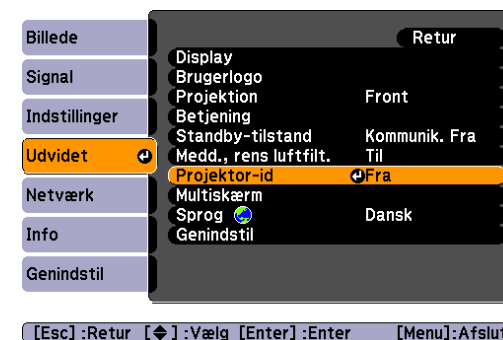 Billede
Signal
Indstillinger
Udvidet
Netværk
Info
Genindstil
Retur
Display
Brugerlogo
Projektion Front
Betjening
Standby-tilstand Kommunik. Fra
Medd., rens luftfilt. Til
Projektor-id Fra
Multiskærm
Sprog Dansk
Genindstil
[Esc] :Retur [◆] :Vælg [Enter] :Enter [Menu]:Afslut